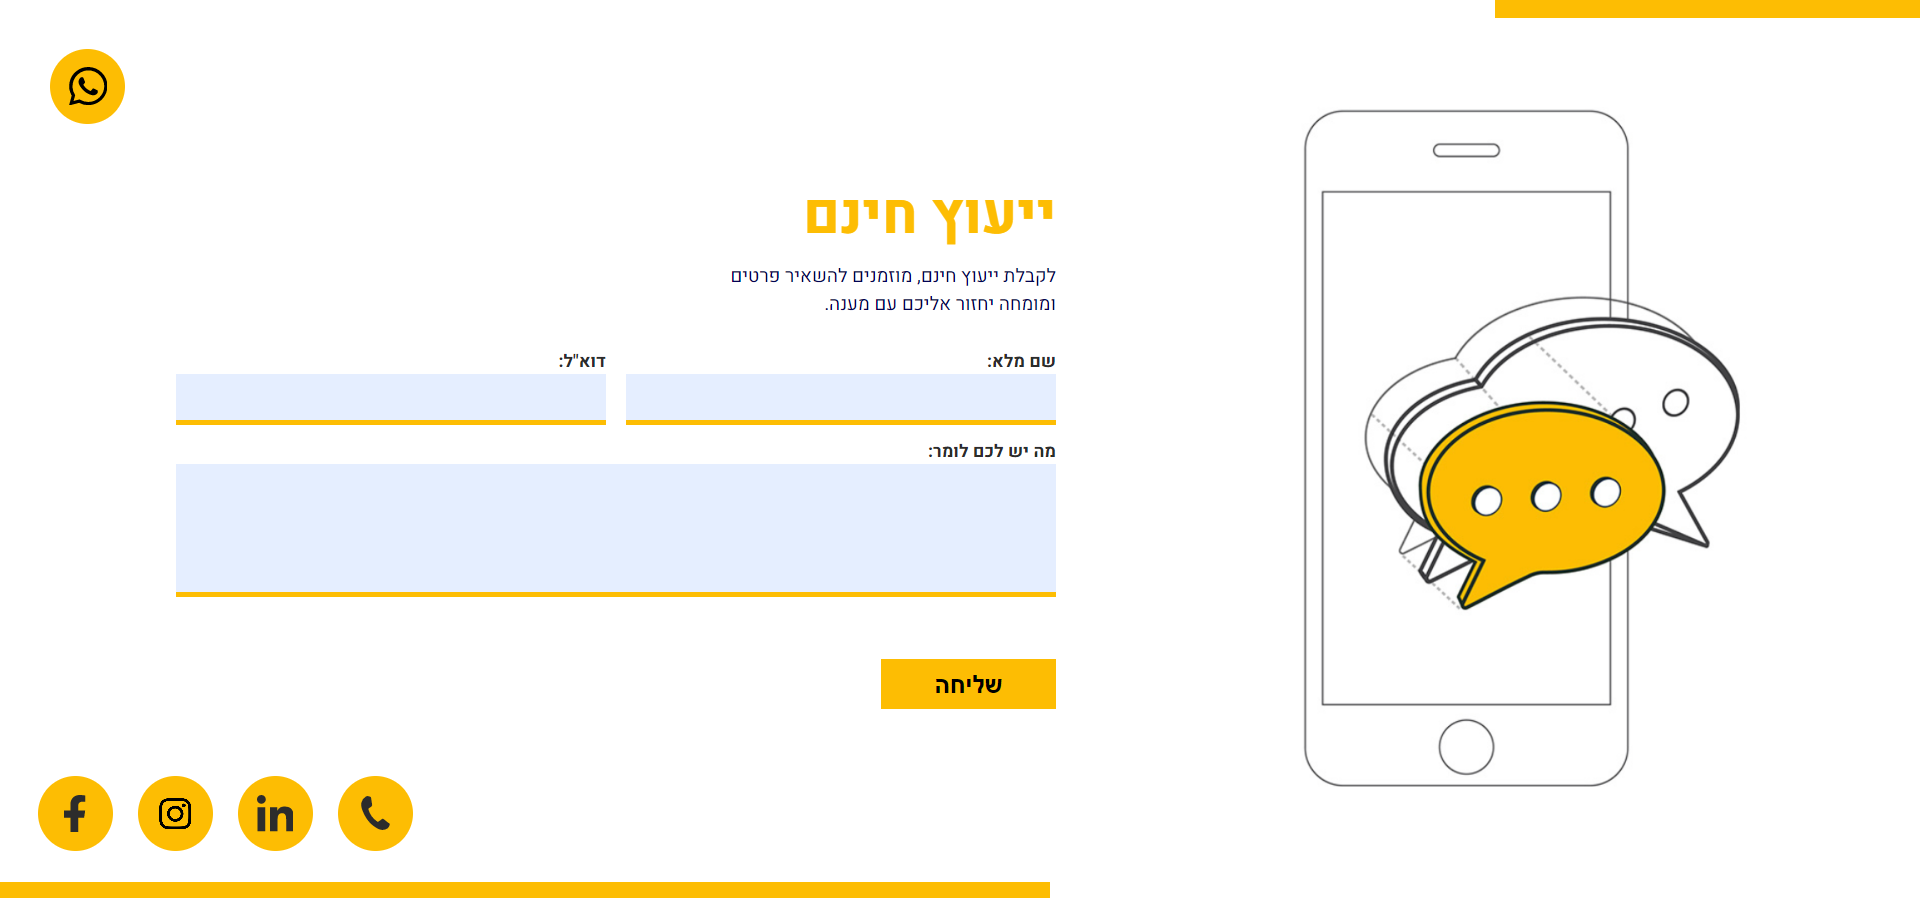 ייעוץ חינם
לקבלת ייעוץ חינם, מוזמנים להשאיר פרטים
ומומחה יחזור אליכם עם מענה.
שם מלא:
דוא"ל:
מה יש לכם לומר:
שליחה